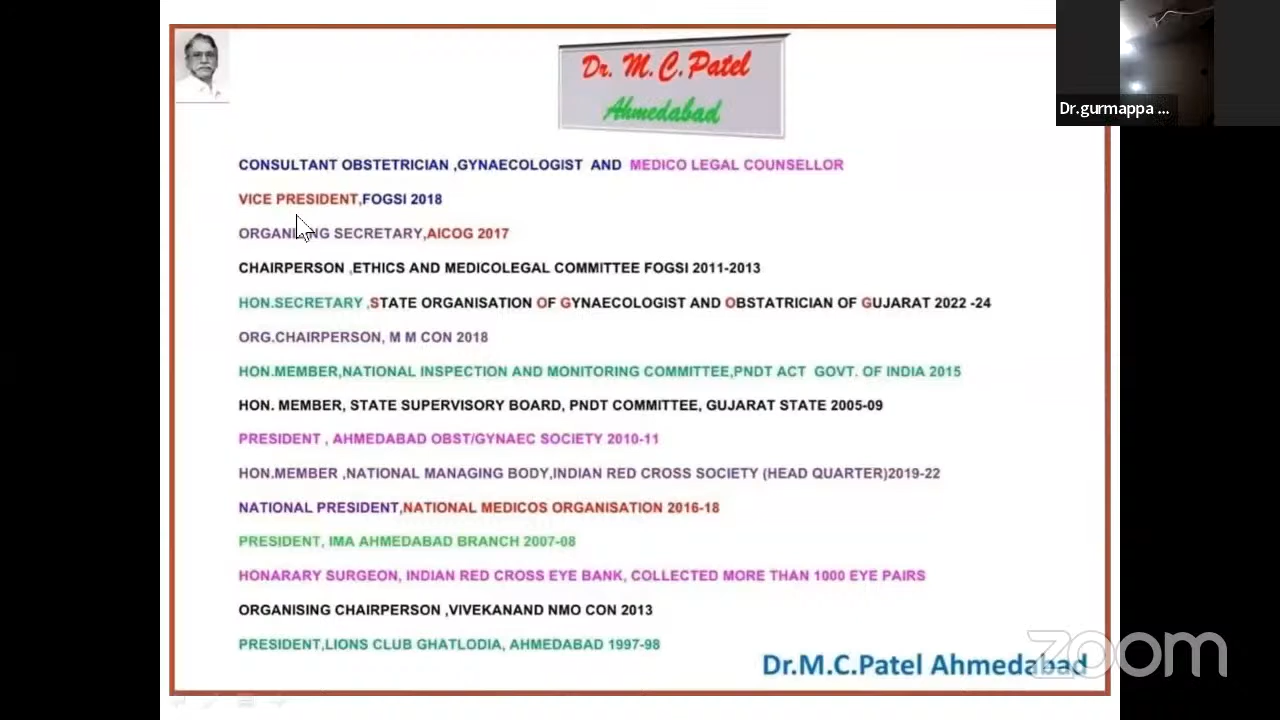 Dr. M.C.Patel
Ahmedabad
Dr.gurmappa ...
CONSULTANT OBSTETRICIAN ,GYNAECOLOGIST AND MEDICO LEGAL COUNSELLOR
VICE PRESIDENT,FOGSI 2018
ORGANISING SECRETARY,AICOG 2017
CHAIRPERSON ,ETHICS AND MEDICOLEGAL COMMITTEE FOGSI 2011-2013
HON.SECRETARY ,STATE ORGANISATION OF GYNAECOLOGIST AND OBSTATRICIAN OF GUJARAT 2022 -24
ORG.CHAIRPERSON, M M CON 2018
HON.MEMBER,NATIONAL INSPECTION AND MONITORING COMMITTEE,PNDT ACT GOVT. OF INDIA 2015
HON. MEMBER, STATE SUPERVISORY BOARD, PNDT COMMITTEE, GUJARAT STATE 2005-09
PRESIDENT , AHMEDABAD OBST/GYNAEC SOCIETY 2010-11
HON.MEMBER ,NATIONAL MANAGING BODY,INDIAN RED CROSS SOCIETY (HEAD QUARTER)2019-22
NATIONAL PRESIDENT,NATIONAL MEDICOS ORGANISATION 2016-18
PRESIDENT, IMA AHMEDABAD BRANCH 2007-08
HONARARY SURGEON, INDIAN RED CROSS EYE BANK, COLLECTED MORE THAN 1000 EYE PAIRS
ORGANISING CHAIRPERSON ,VIVEKANAND NMO CON 2013
PRESIDENT,LIONS CLUB GHATLODIA, AHMEDABAD 1997-98
Dr.M.C.Patel Ahmedabad
zoom